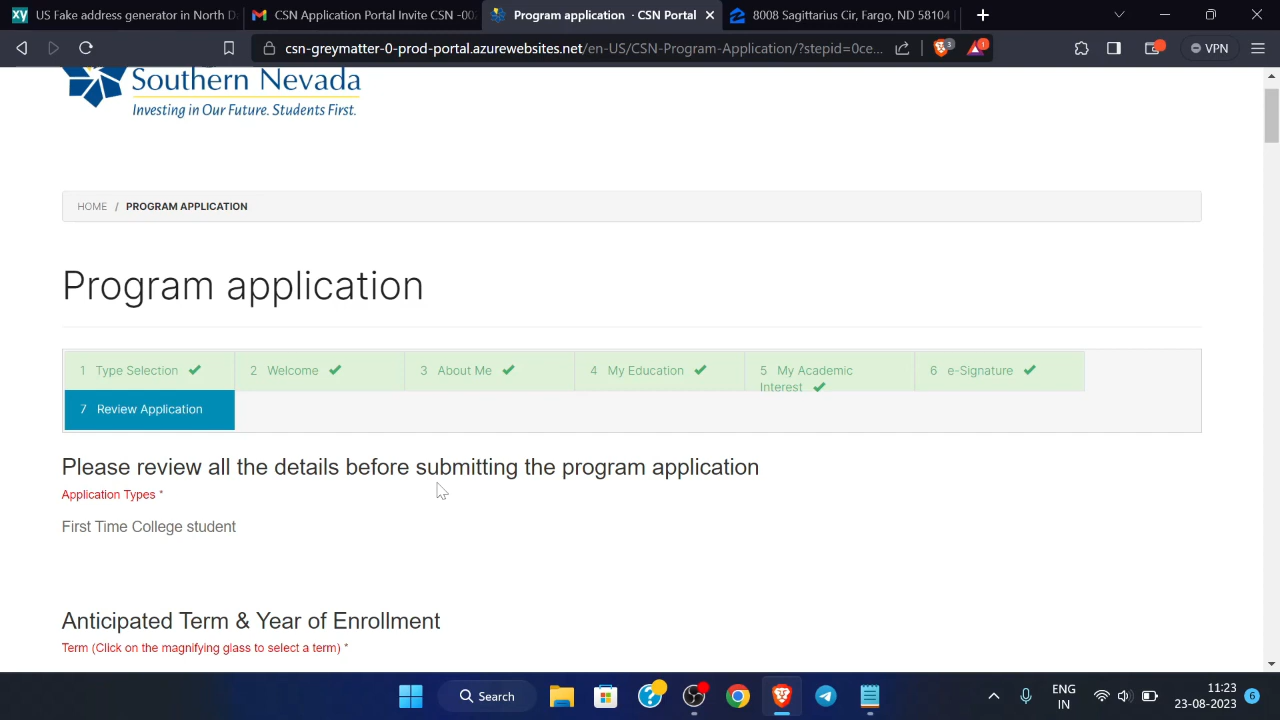 US Fake address generator in North D
CSN Application Portal Invite CSN -00
Program application · CSN Portal
8008 Sagittarius Cir, Fargo, ND 58104
csn-greymatter-0-prod-portal.azurewebsites.net/en-US/CSN-Program-Application/?stepid=0ce...
3
1
VPN
Southern Nevada
Investing in Our Future. Students First.
HOME / PROGRAM APPLICATION
Program application
1 Type Selection ✔
2 Welcome ✔
3 About Me ✔
4 My Education ✔
5 My Academic
Interest ✔
6 e-Signature ✔
7 Review Application
Please review all the details before submitting the program application
Application Types *
First Time College student
Anticipated Term & Year of Enrollment
Term (Click on the magnifying glass to select a term) *
Search
ENG
IN
11:23
23-08-2023
6